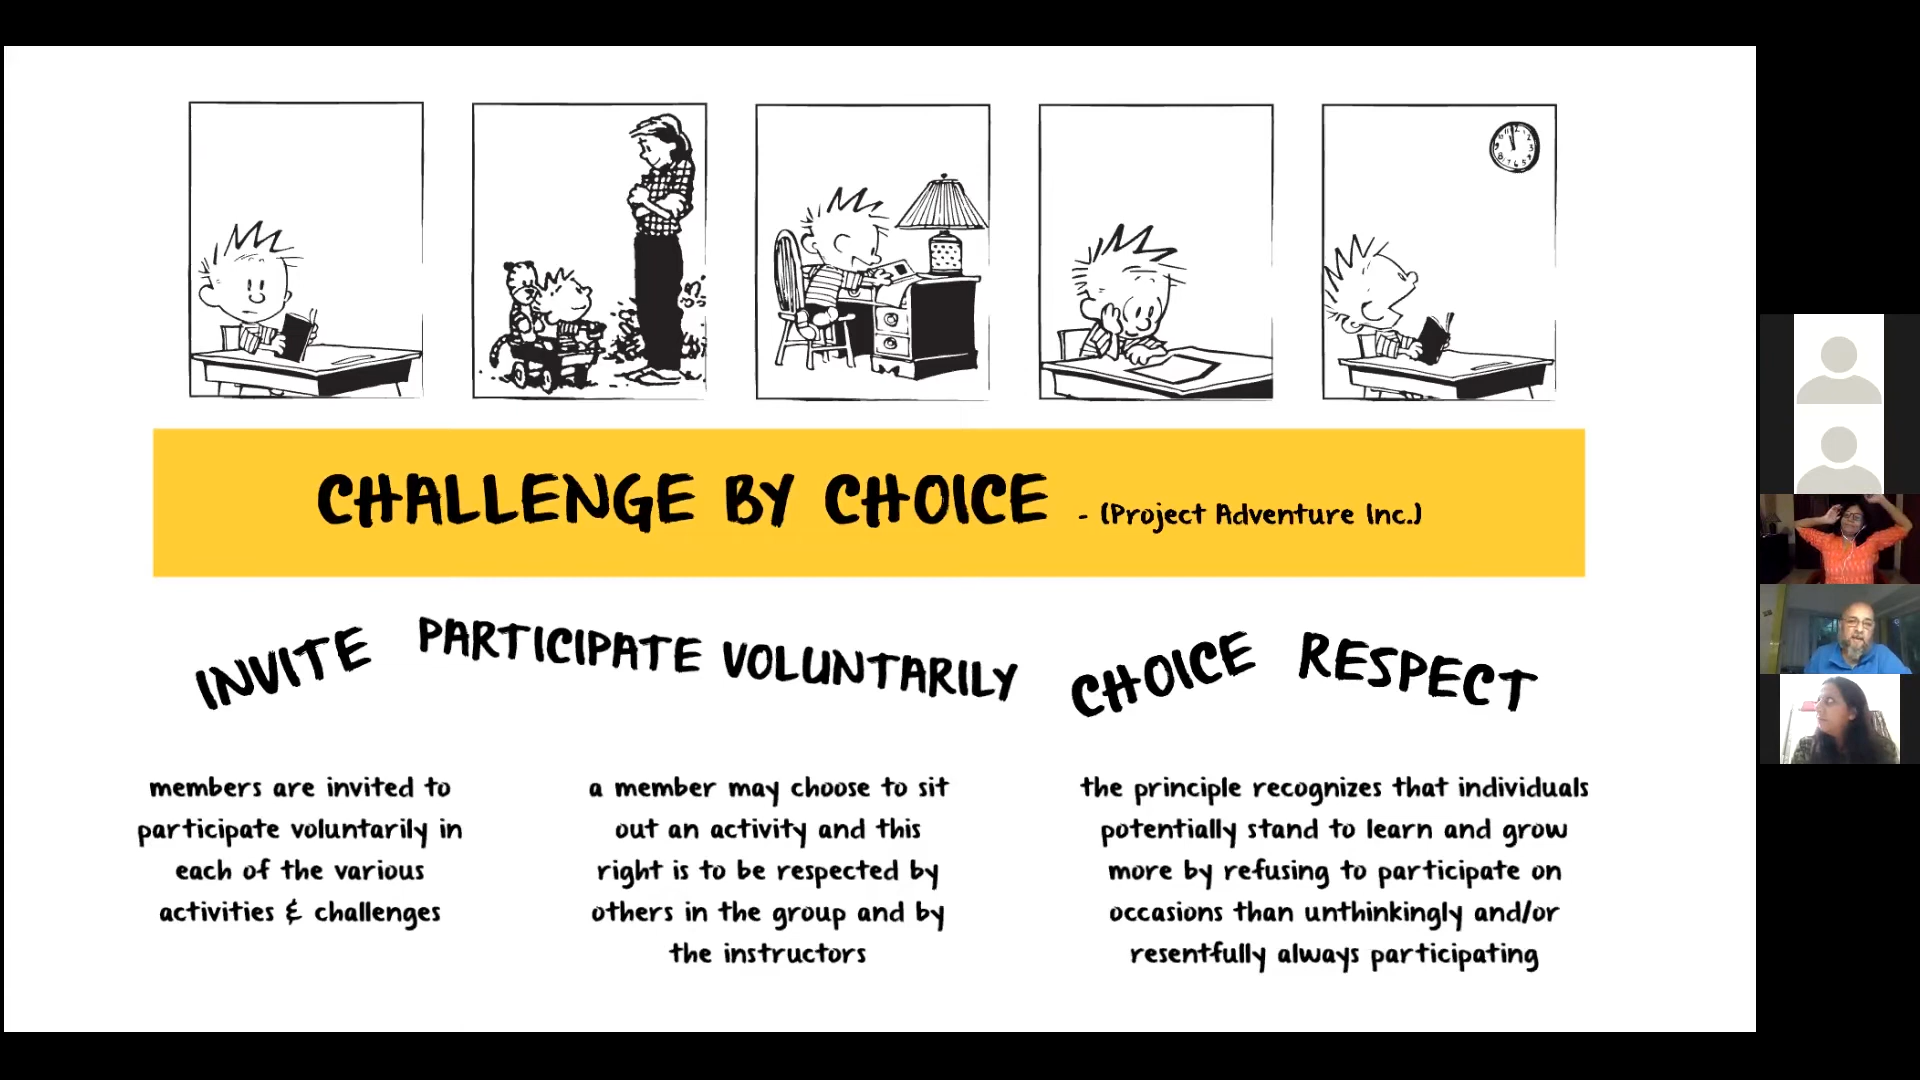 CHALLENGE BY CHOICE - (Project Adventure Inc.)
INVITE PARTICIPATE VOLUNTARILY CHOICE RESPECT
members are invited to
participate voluntarily in
each of the various
activities & challenges
a member may choose to sit
out an activity and this
right is to be respected by
others in the group and by
the instructors
the principle recognizes that individuals
potentially stand to learn and grow
more by refusing to participate on
occasions than unthinkingly and/or
resentfully always participating